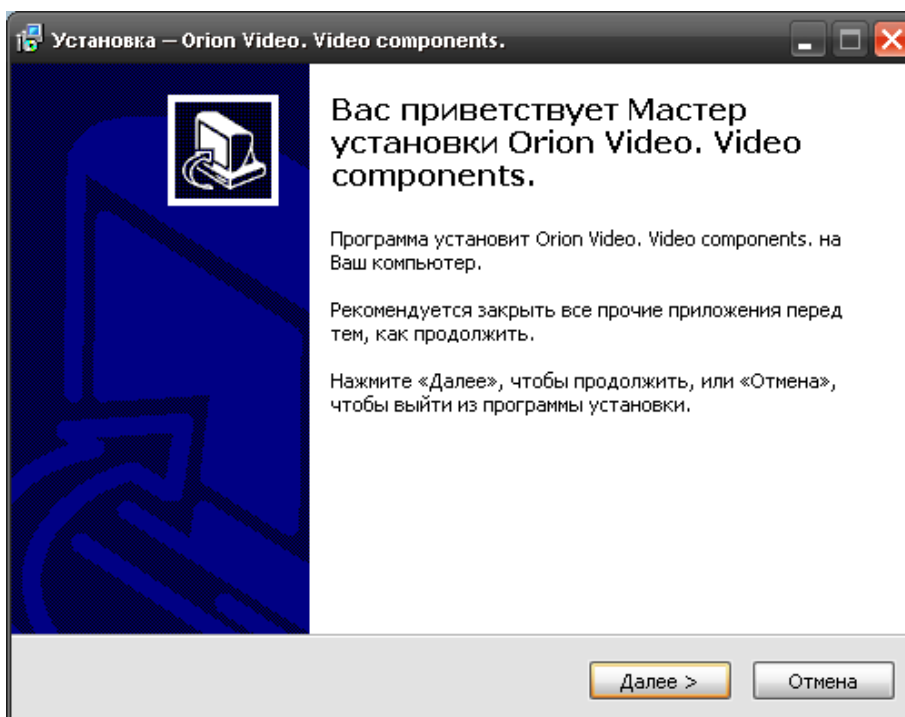 Установка — Orion Video. Video components.
Вас приветствует Мастер
установки Orion Video. Video
components.
Программа установит Orion Video. Video components. на
Ваш компьютер.
Рекомендуется закрыть все прочие приложения перед
тем, как продолжить.
Нажмите «Далее», чтобы продолжить, или «Отмена»,
чтобы выйти из программы установки.
Далее >
Отмена